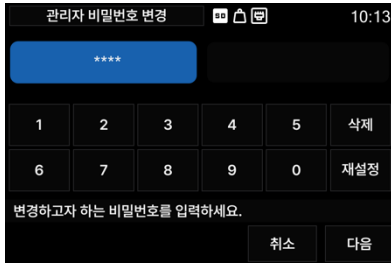 관리자 비밀번호 변경 SD 10:13
****
1 2 3 4 5 삭제
6 7 8 9 0 재설정
변경하고자 하는 비밀번호를 입력하세요.
취소 다음